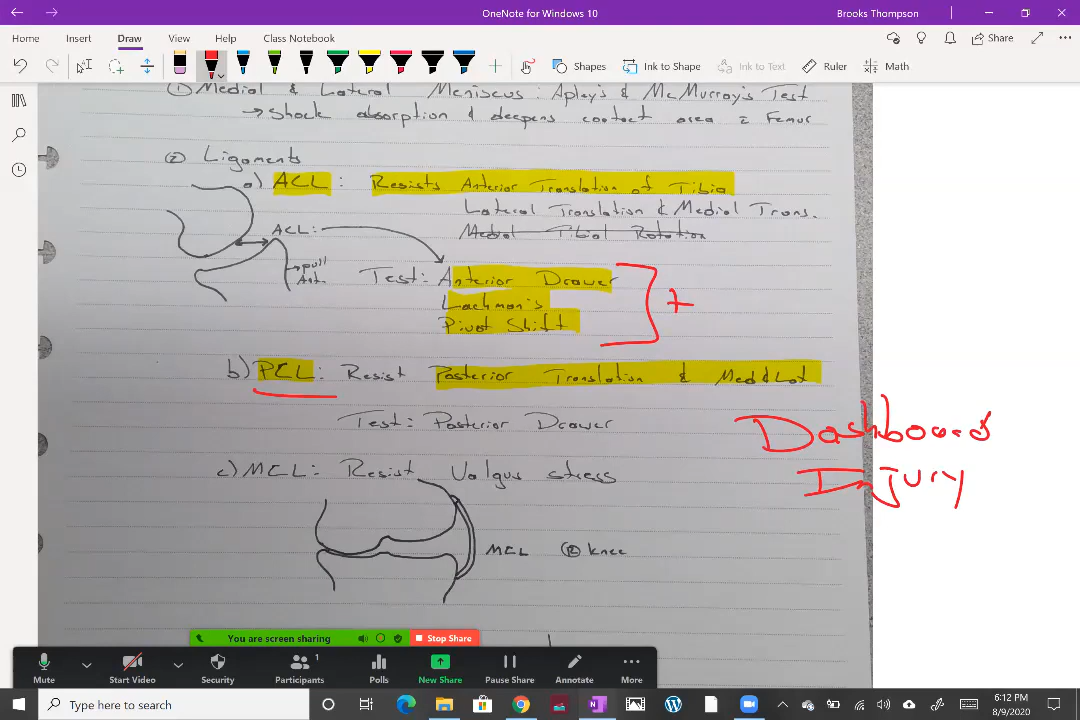 OneNote for Windows 10
Brooks Thompson
Home Insert Draw View Help Class Notebook
Share
Shapes Ink to Shape Ink to Text Ruler Math
① Medial & Lateral Meniscus: Apley's & McMurray's Test
→ Shock absorption & deepens contact area Femur
② Ligaments
a) ACL: Resists Anterior Translation of Tibia
Lateral Translation & Medial Trans.
ACL:
Medial Tibial Rotation
→ pull
Ant.
Test: Anterior Drawer
Lachman's
Pivot Shift
+
b) PCL: Resist Posterior Translation & Med & Lat
Test: Posterior Drawer
Dashboard
Injury
c) MCL: Resist Valgus stress
MCL Ⓡ knee
You are screen sharing
Stop Share
1
Mute Start Video Security Participants Polls New Share Pause Share Annotate More
Type here to search
6:12 PM
8/9/2020